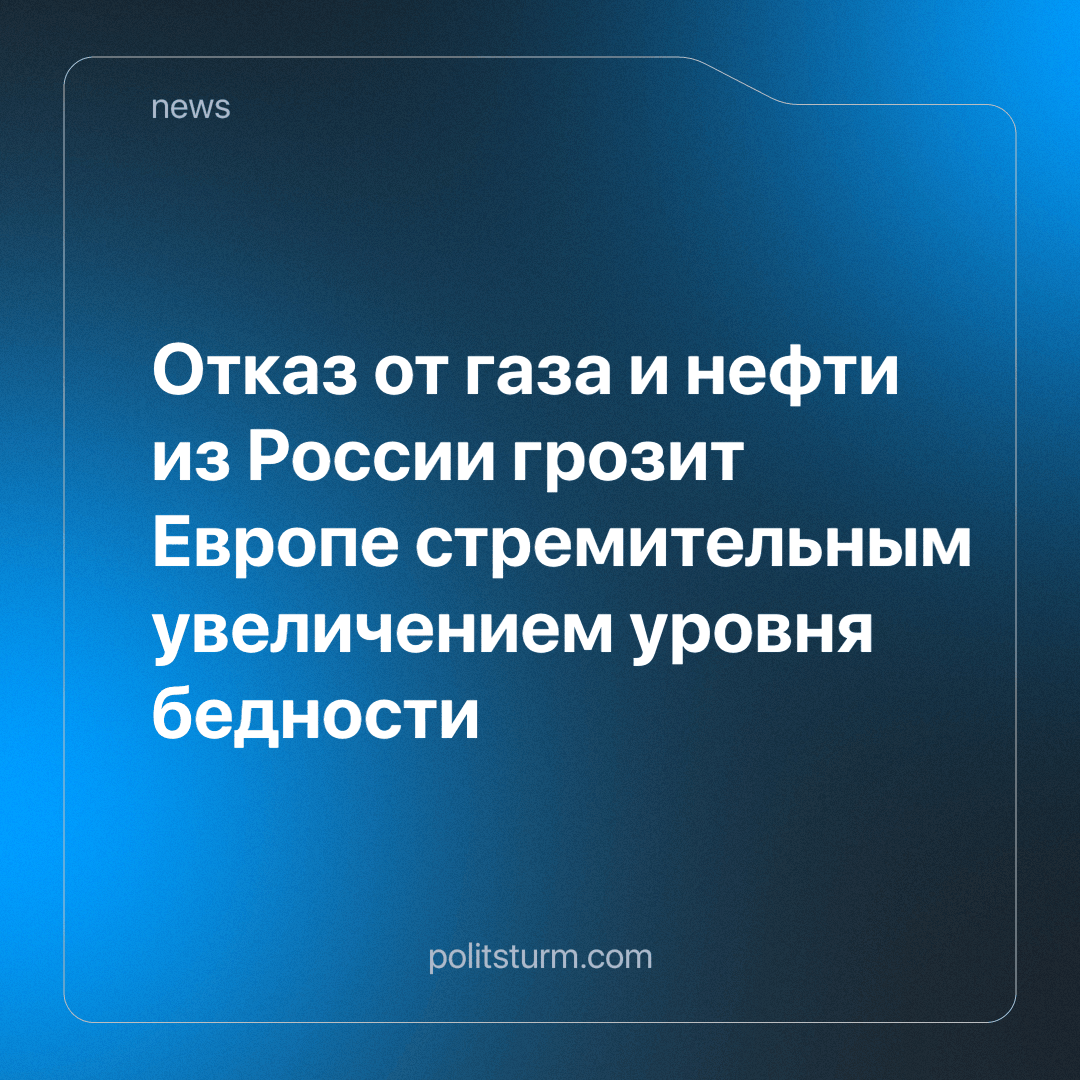 news
Отказ от газа и нефти
из России грозит
Европе стремительным
увеличением уровня
бедности
politsturm.com